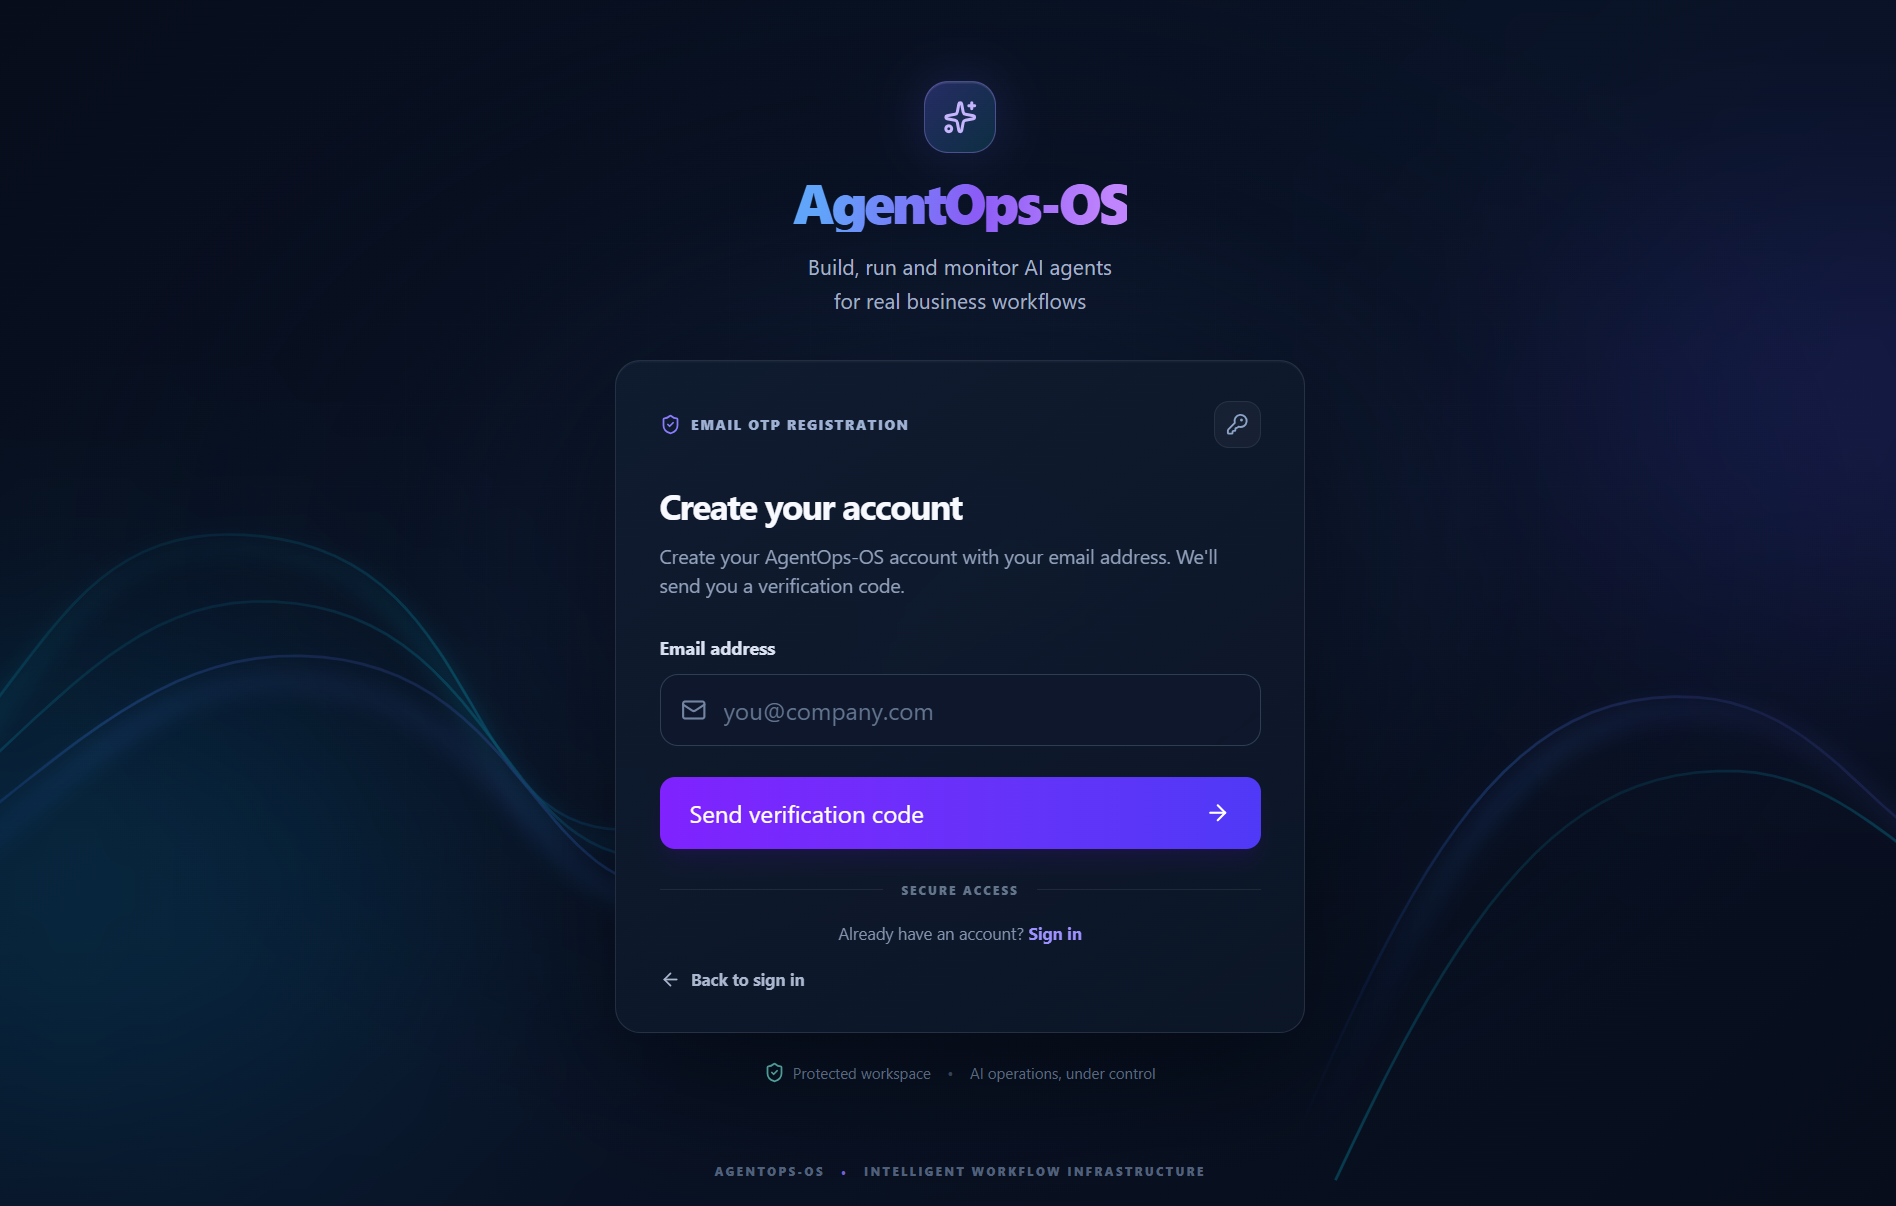 AgentOps-OS
Build, run and monitor AI agents
for real business workflows
EMAIL OTP REGISTRATION
Create your account
Create your AgentOps-OS account with your email address. We'll
send you a verification code.
Email address
you@company.com
Send verification code
SECURE ACCESS
Already have an account? Sign in
Back to sign in
Protected workspace • AI operations, under control
AGENTOPS-OS • INTELLIGENT WORKFLOW INFRASTRUCTURE